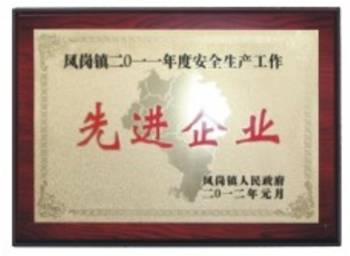 凤岗镇二〇一一年度安全生产工作
先进企业
凤岗镇人民政府
二〇一二年元月